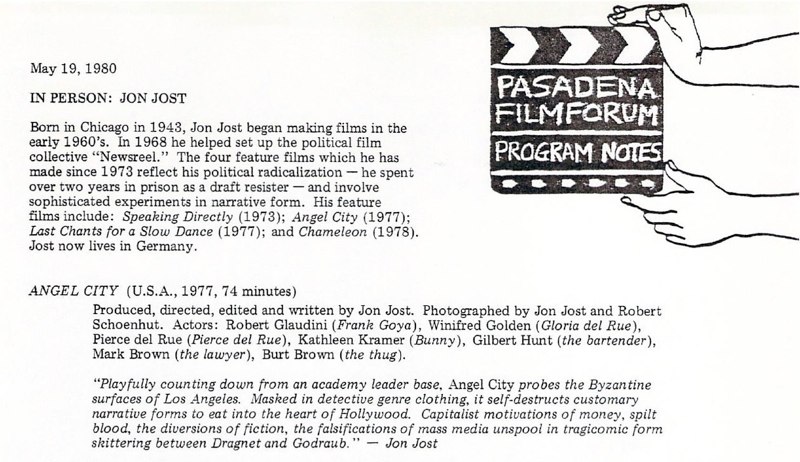 May 19, 1980
IN PERSON: JON JOST
Born in Chicago in 1943, Jon Jost began making films in the
early 1960's. In 1968 he helped set up the political film
collective "Newsreel." The four feature films which he has
made since 1973 reflect his political radicalization — he spent
over two years in prison as a draft resister — and involve
sophisticated experiments in narrative form. His feature
films include: Speaking Directly (1973); Angel City (1977);
Last Chants for a Slow Dance (1977); and Chameleon (1978).
Jost now lives in Germany.
PASADENA
FILMFORUM
PROGRAM NOTES
ANGEL CITY (U.S.A., 1977, 74 minutes)
Produced, directed, edited and written by Jon Jost. Photographed by Jon Jost and Robert
Schoenhut. Actors: Robert Glaudini (Frank Goya), Winifred Golden (Gloria del Rue),
Pierce del Rue (Pierce del Rue), Kathleen Kramer (Bunny), Gilbert Hunt (the bartender),
Mark Brown (the lawyer), Burt Brown (the thug).
"Playfully counting down from an academy leader base, Angel City probes the Byzantine
surfaces of Los Angeles. Masked in detective genre clothing, it self-destructs customary
narrative forms to eat into the heart of Hollywood. Capitalist motivations of money, spilt
blood, the diversions of fiction, the falsifications of mass media unspool in tragicomic form
skittering between Dragnet and Godraub." — Jon Jost